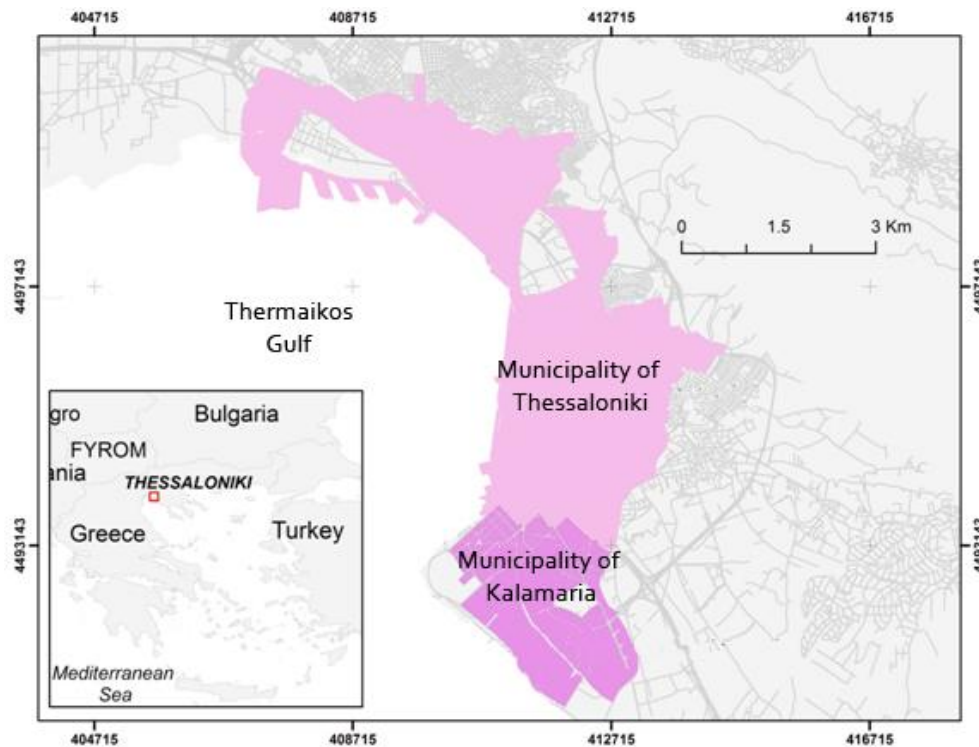 404715 408715 412715 416715
0 1.5 3 Km
4497143 4497143
Thermaikos
Gulf
Municipality of
Thessaloniki
gro
Bulgaria
FYROM
ania
THESSALONIKI
Greece
Turkey
Mediterranean
Sea
4493143 4493143
Municipality of
Kalamaria
404715 408715 412715 416715